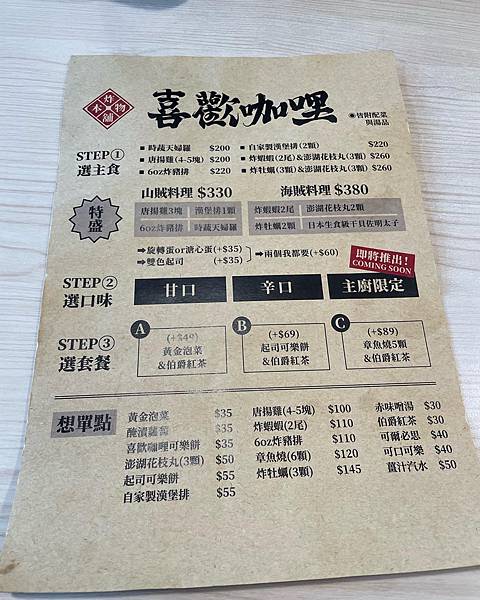 炸物本舖
喜歡咖哩
◉皆附配菜
與湯品
STEP①
選主食
■ 時蔬天婦羅 $200
■ 唐揚雞(4-5塊) $200
■ 6oz炸豬排 $220
■ 自家製漢堡排(2顆) $220
■ 炸蝦蝦(2尾)&澎湖花枝丸(3顆) $260
■ 炸牡蠣(3顆)&澎湖花枝丸(3顆) $260
特盛
山賊料理 $330
唐揚雞3塊 漢堡排1顆
6oz炸豬排 時蔬天婦羅
海賊料理 $380
炸蝦蝦2尾 澎湖花枝丸2顆
炸牡蠣2顆 日本生食級干貝佐明太子
➡旋轉蛋or溏心蛋(+$35)
➡雙色起司 (+$35)
➡兩個我都要(+$60)
即將推出!
COMING SOON
STEP②
選口味
甘口 辛口 主廚限定
STEP③
選套餐
A
(+$49)
黃金泡菜
&伯爵紅茶
B
(+$69)
起司可樂餅
&伯爵紅茶
C
(+$89)
章魚燒5顆
&伯爵紅茶
想單點
黃金泡菜 $35
醃漬蘿蔔 $35
喜歡咖哩可樂餅 $35
澎湖花枝丸(3顆) $50
起司可樂餅 $55
自家製漢堡排 $55
唐揚雞(4-5塊) $100
炸蝦蝦(2尾) $110
6oz炸豬排 $110
章魚燒(6顆) $120
炸牡蠣(3顆) $145
赤味噌湯 $30
伯爵紅茶 $30
可爾必思 $40
可口可樂 $40
薑汁汽水 $50